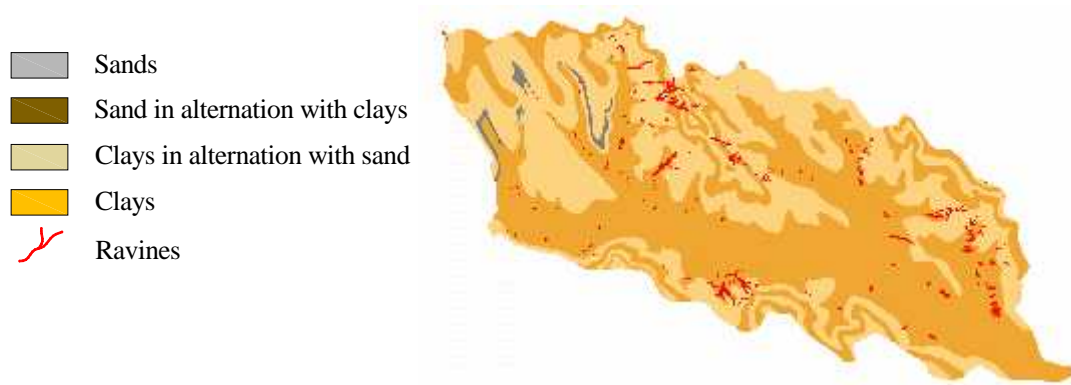 Sands
Sand in alternation with clays
Clays in alternation with sand
Clays
Ravines